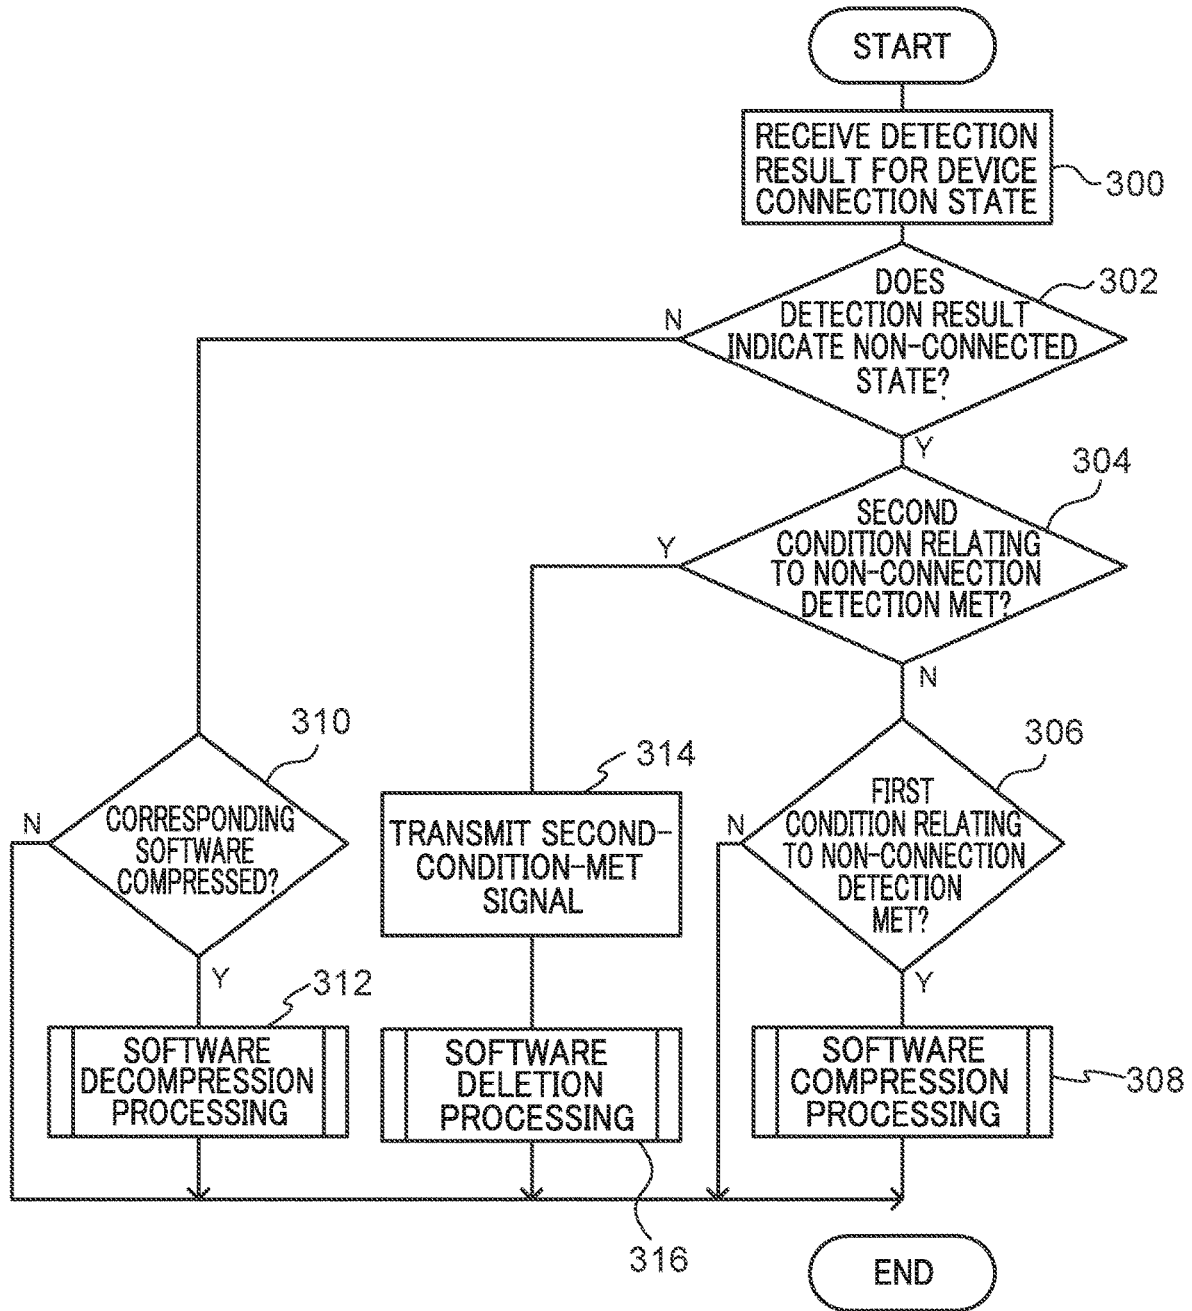 START
RECEIVE DETECTION
RESULT FOR DEVICE
CONNECTION STATE
300
DOES
DETECTION RESULT
INDICATE NON-CONNECTED
STATE?
302
N
Y
304
SECOND
CONDITION RELATING
TO NON-CONNECTION
DETECTION MET?
Y
N
310
CORRESPONDING
SOFTWARE
COMPRESSED?
N
Y
314
TRANSMIT SECOND-
CONDITION-MET
SIGNAL
306
FIRST
CONDITION RELATING
TO NON-CONNECTION
DETECTION
MET?
N
Y
312
SOFTWARE
DECOMPRESSION
PROCESSING
SOFTWARE
DELETION
PROCESSING
316
SOFTWARE
COMPRESSION
PROCESSING
308
END